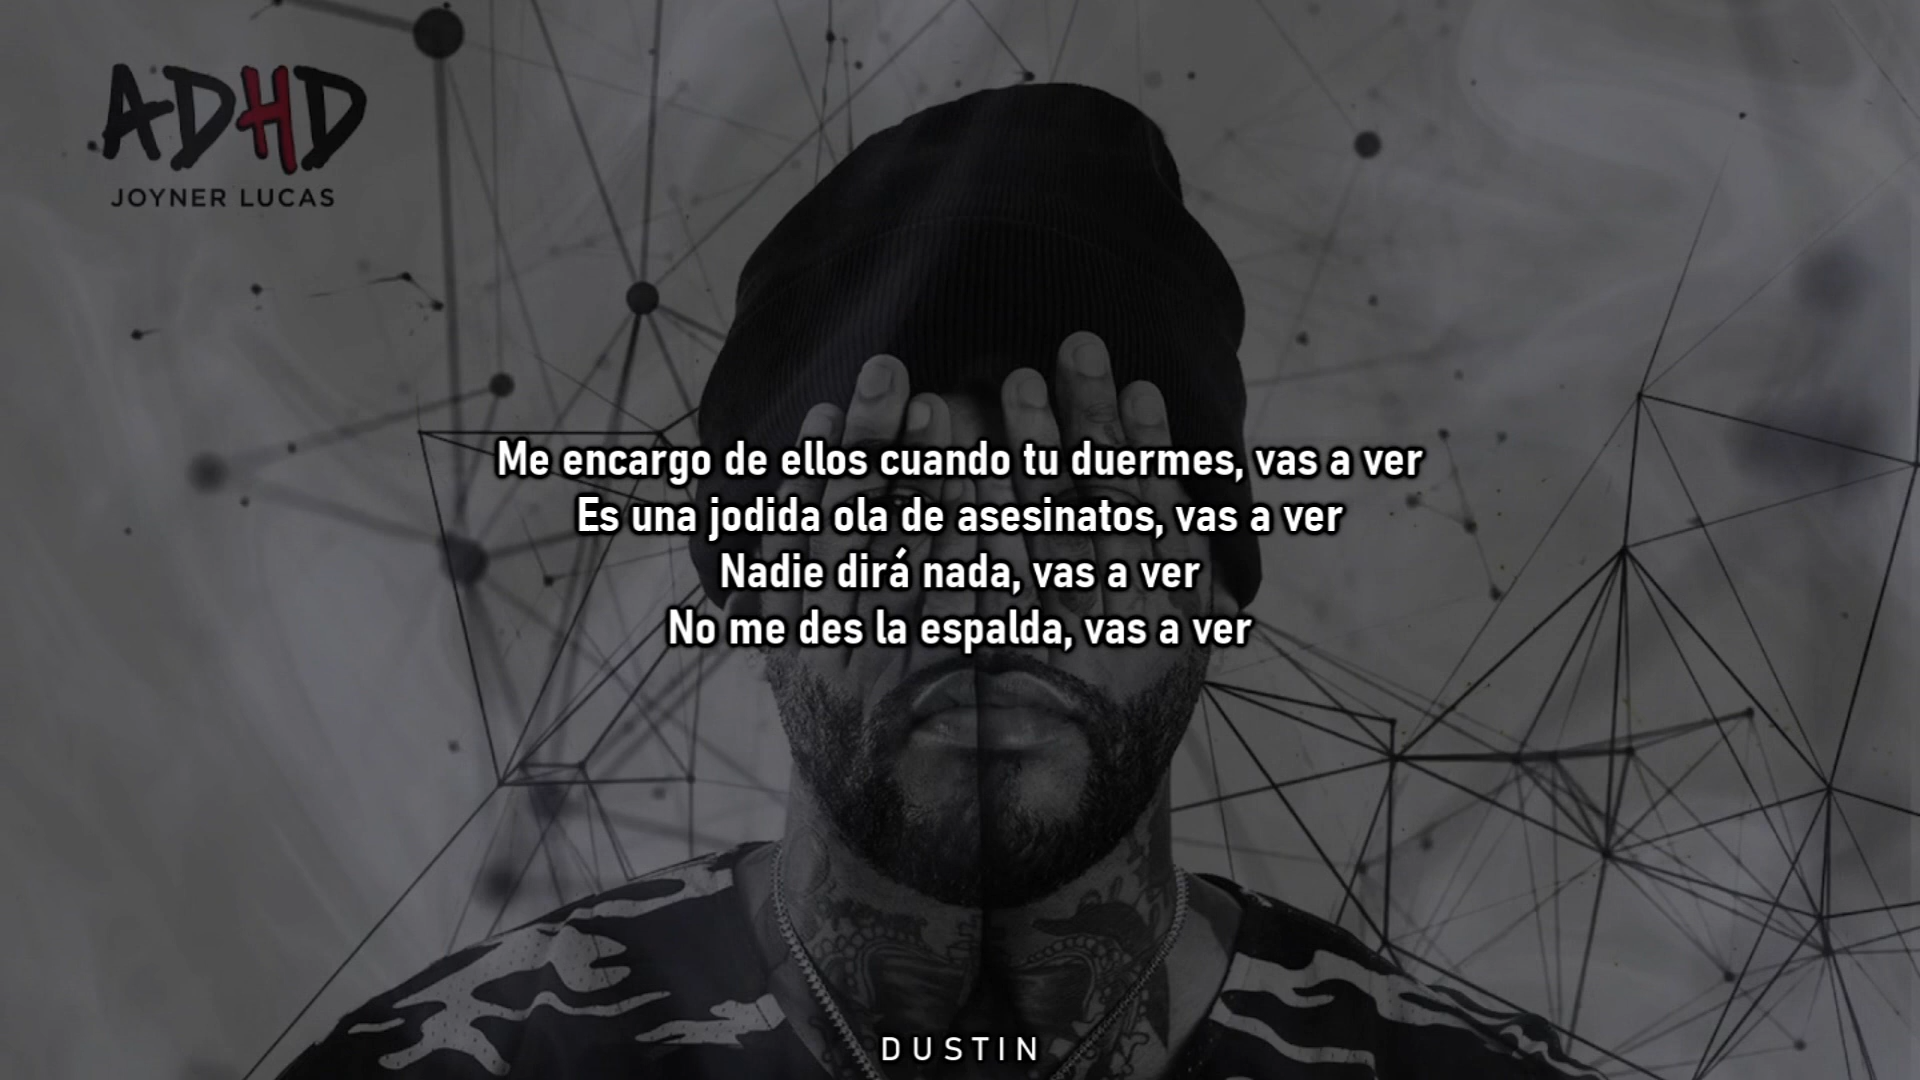 ADHD
JOYNER LUCAS
Me encargo de ellos cuando tu duermes, vas a ver
Es una jodida ola de asesinatos, vas a ver
Nadie dirá nada, vas a ver
No me des la espalda, vas a ver
DUSTIN